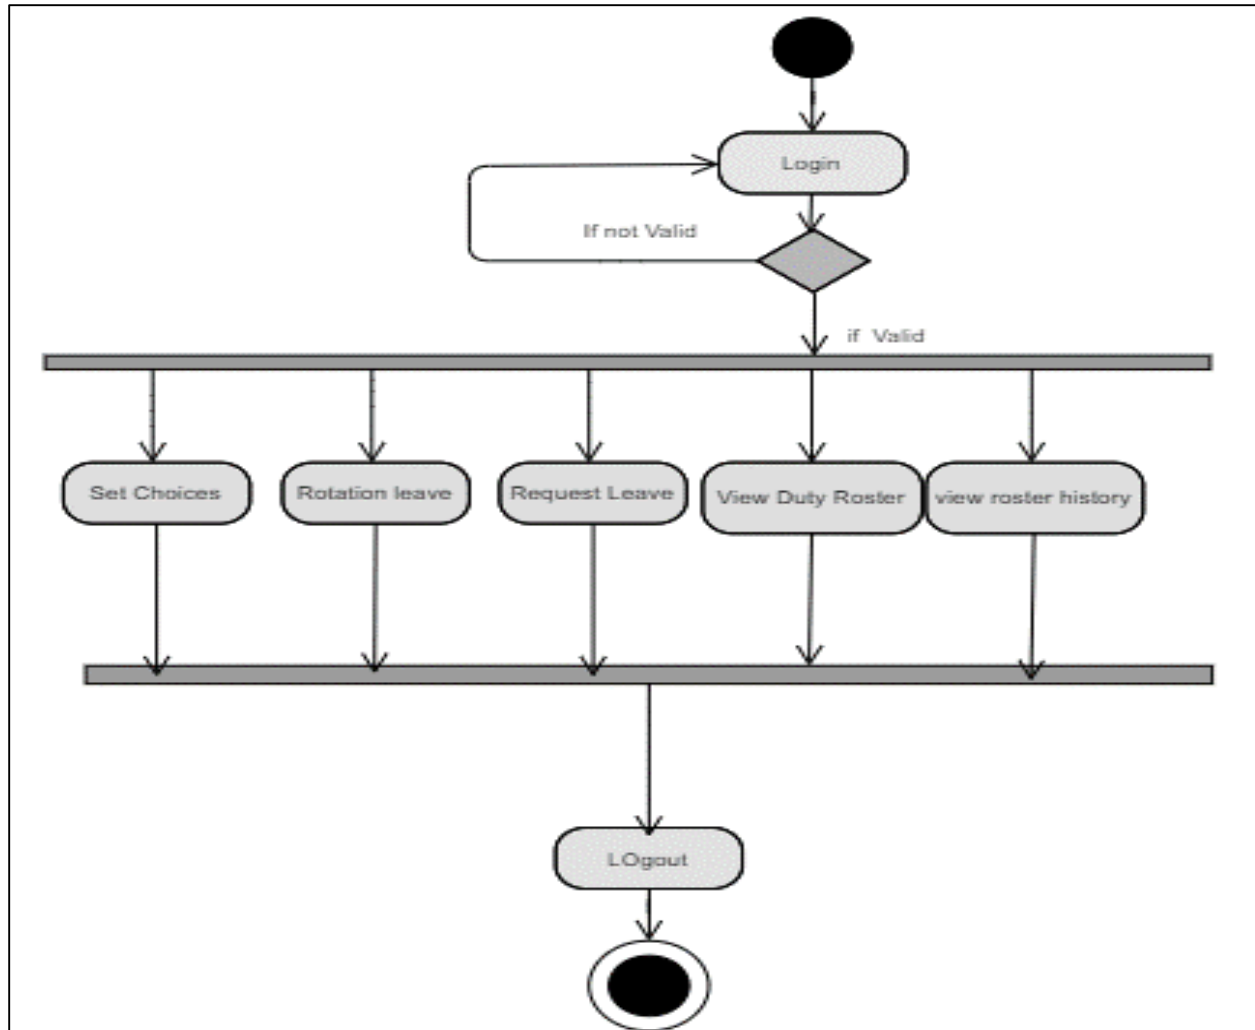 Login
If not Valid
if Valid
Set Choices
Rotation leave
Request Leave
View Duty Roster
view roster history
LOgout